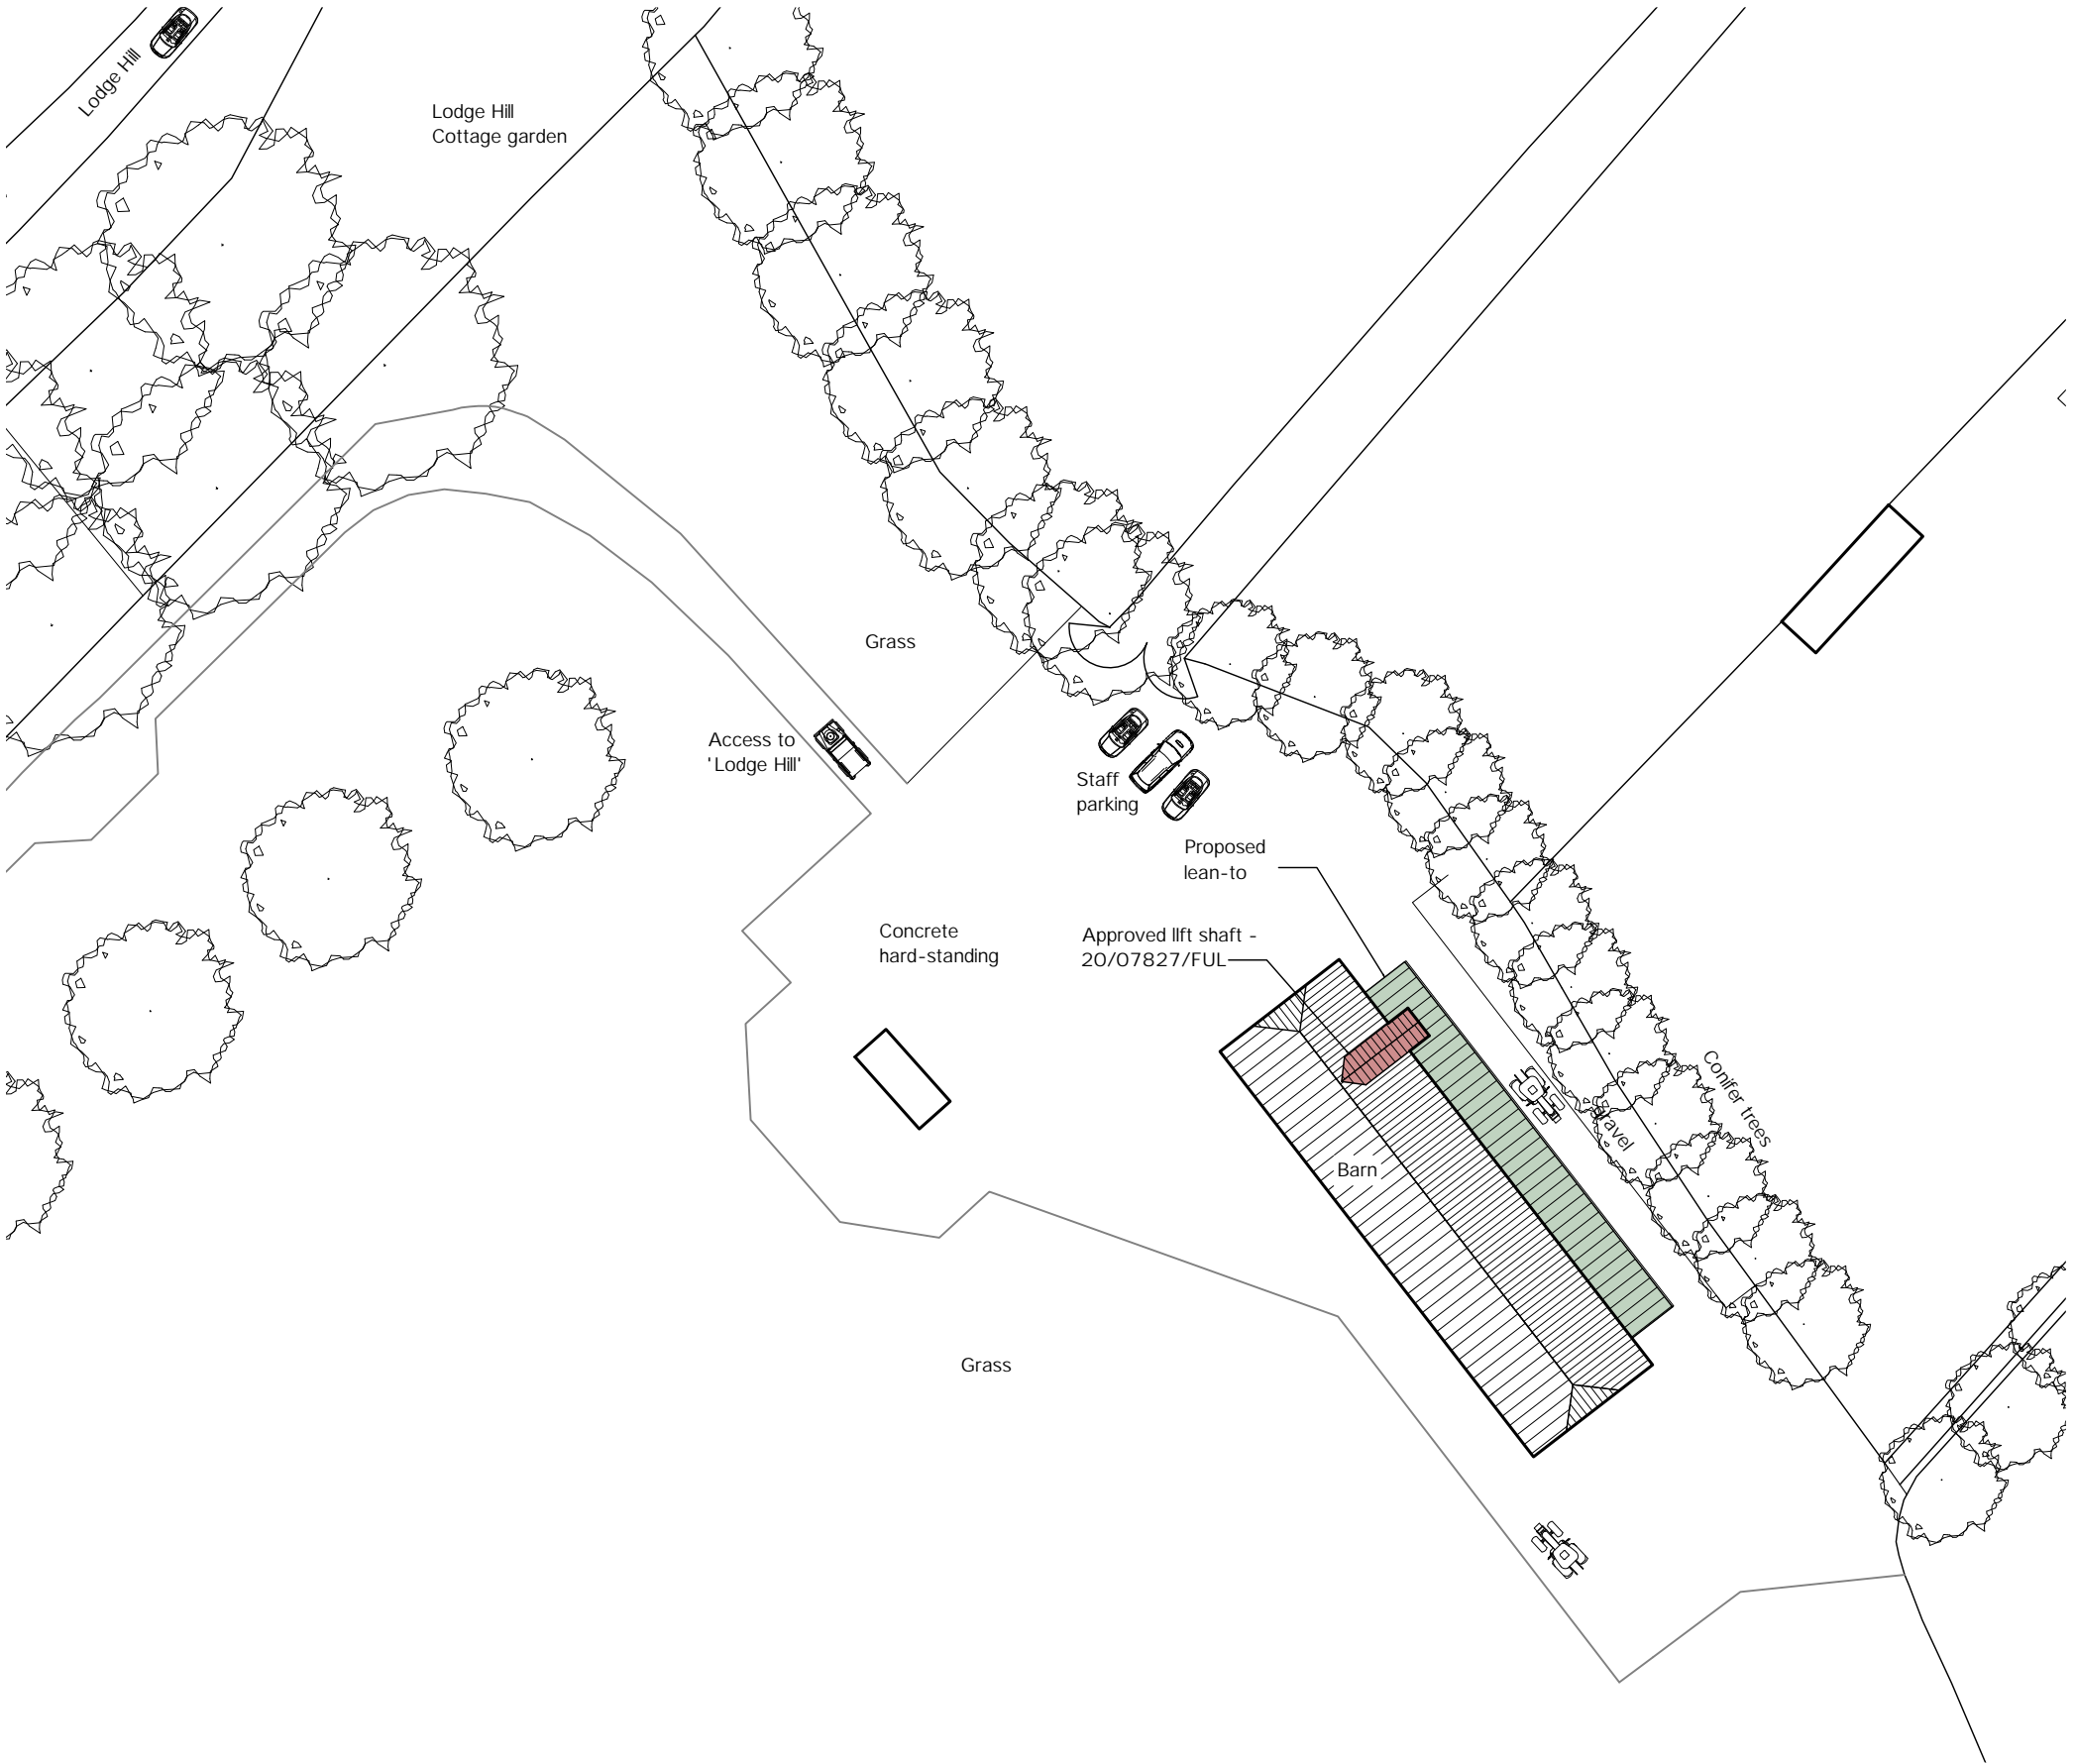 Lodge Hill
Lodge Hill
Cottage garden
Grass
Access to
'Lodge Hill'
Staff
parking
Proposed
lean-to
Concrete
hard-standing
Approved lift shaft -
20/07827/FUL
Conifer trees
Barn
Grass